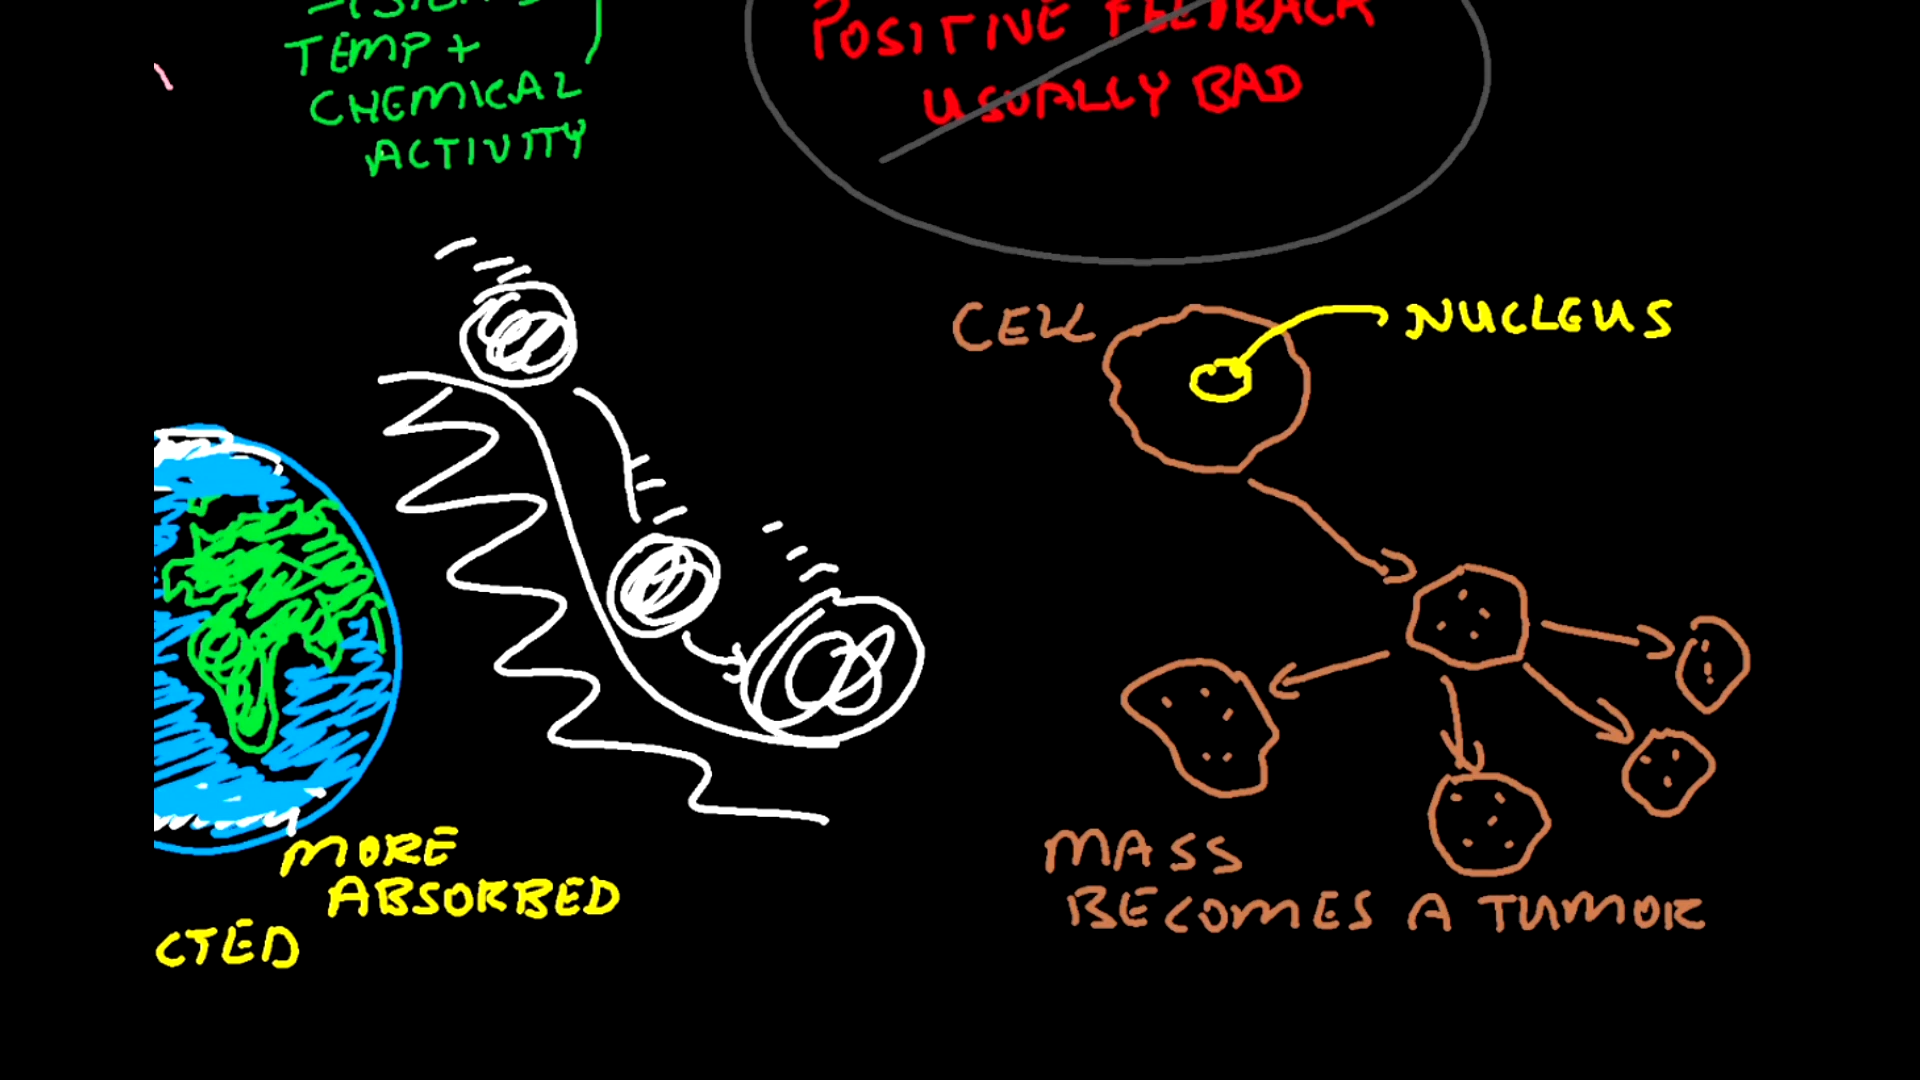 TEMP +
CHEMICAL
ACTIVITY
POSITIVE FEEDBACK
USUALLY BAD
CELL
NUCLEUS
MORE
ABSORBED
CTED
MASS
BECOMES A TUMOR